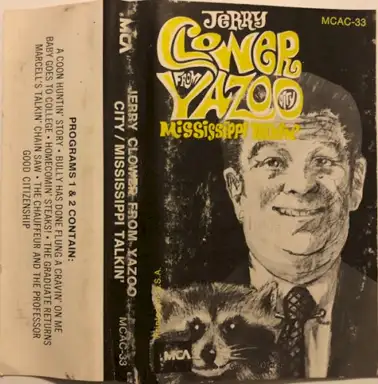 PROGRAMS 1 & 2 CONTAIN:
A COON HUNTIN' STORY • BULLY HAS DONE FLUNG A CRAVIN' ON ME
BABY GOES TO COLLEGE • HOMECOMIN' STEAKS! • THE GRADUATE RETURNS
MARCELL'S TALKIN' CHAIN SAW • THE CHAUFFEUR AND THE PROFESSOR
GOOD CITIZENSHIP
MCA
JERRY CLOWER FROM YAZOO
CITY/MISSISSIPPI TALKIN'
MCAC-33
MCAC-33
JERRY
CLOWER
FROM
YAZOO
CITY
MISSISSIPPI
U.S.A.
MCA